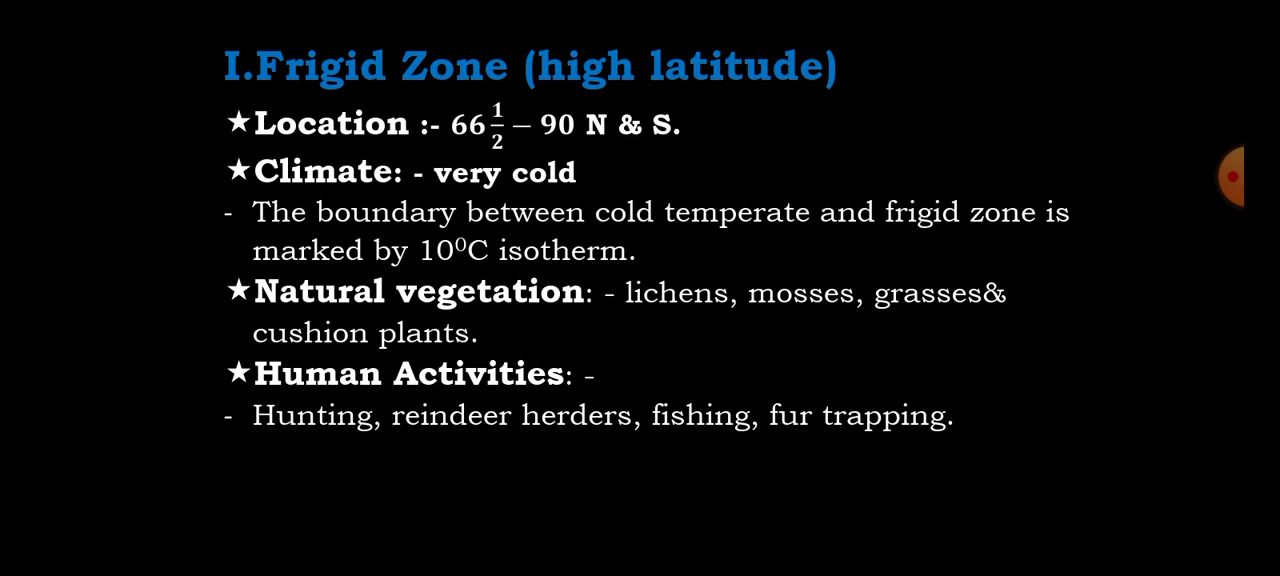 I.Frigid Zone (high latitude)
★Location :- 66 1/2 – 90 N & S.
★Climate: - very cold
- The boundary between cold temperate and frigid zone is
marked by 10⁰C isotherm.
★Natural vegetation: - lichens, mosses, grasses&
cushion plants.
★Human Activities: -
- Hunting, reindeer herders, fishing, fur trapping.